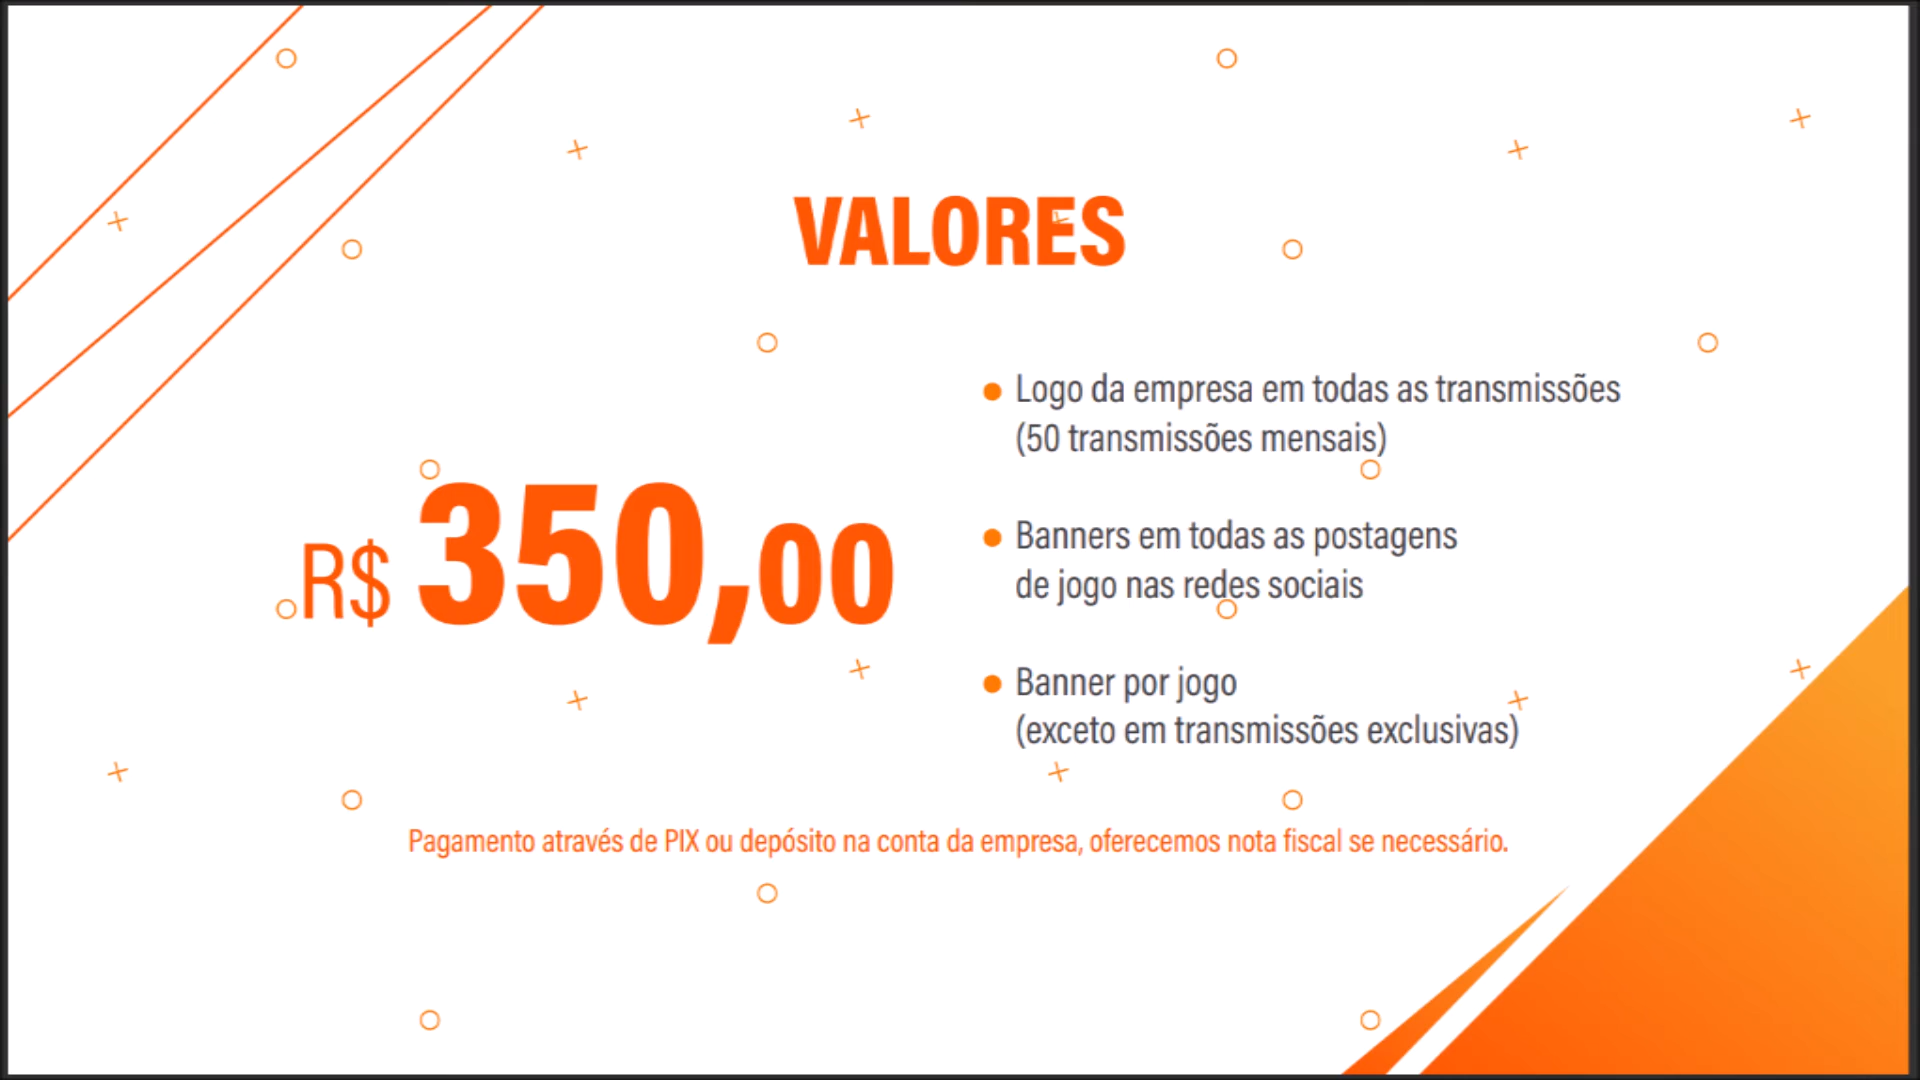 VALORES
R$ 350,00
Logo da empresa em todas as transmissões
(50 transmissões mensais)
Banners em todas as postagens
de jogo nas redes sociais
Banner por jogo
(exceto em transmissões exclusivas)
Pagamento através de PIX ou depósito na conta da empresa, oferecemos nota fiscal se necessário.